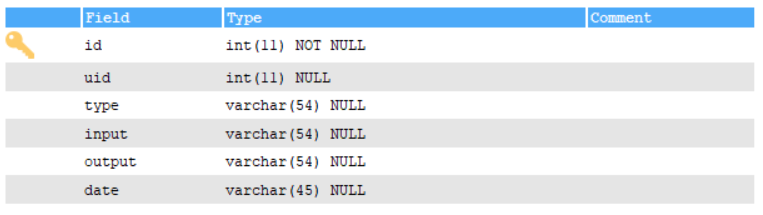 Field Type Comment
id int(11) NOT NULL
uid int(11) NULL
type varchar(54) NULL
input varchar(54) NULL
output varchar(54) NULL
date varchar(45) NULL